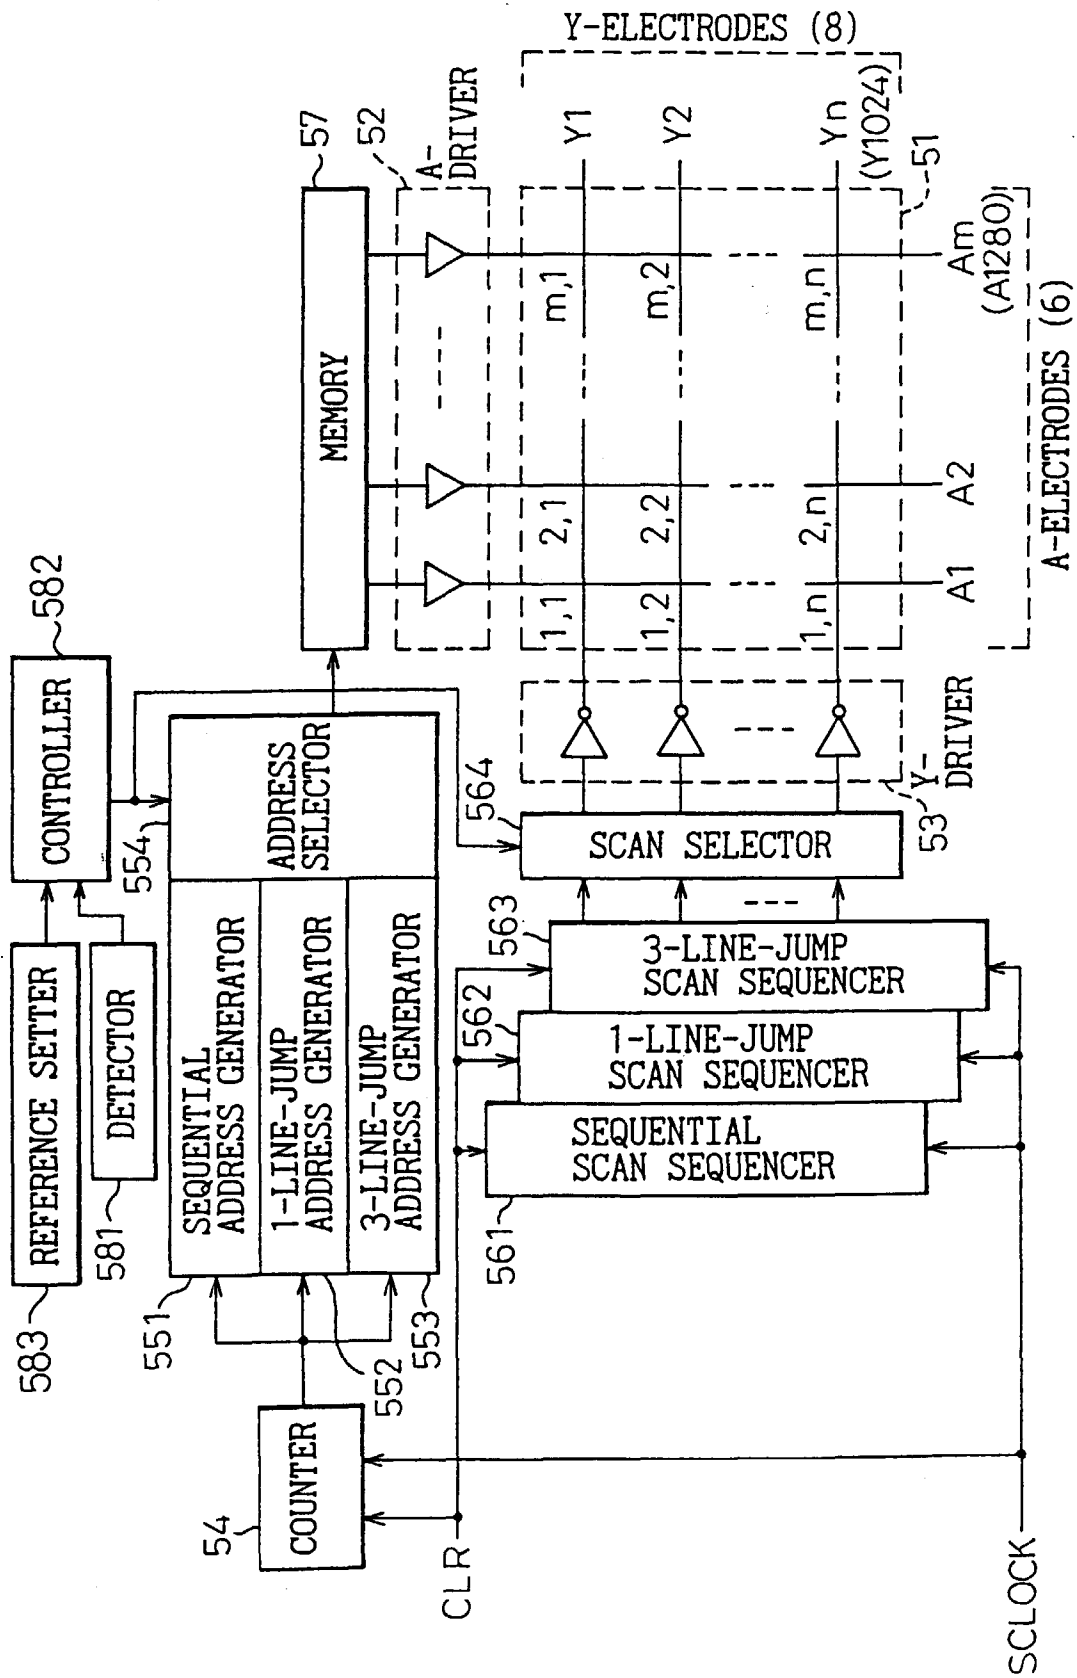 583
REFERENCE SETTER
581
DETECTOR
582
CONTROLLER
554
551
SEQUENTIAL
ADDRESS GENERATOR
1-LINE-JUMP
ADDRESS GENERATOR
3-LINE-JUMP
ADDRESS GENERATOR
ADDRESS
SELECTOR
552
553
54
COUNTER
57
MEMORY
52
A-
DRIVER
CLR
SCLOCK
561
SEQUENTIAL
SCAN SEQUENCER
562
1-LINE-JUMP
SCAN SEQUENCER
563
3-LINE-JUMP
SCAN SEQUENCER
564
SCAN SELECTOR
53
Y-
DRIVER
Y-ELECTRODES (8)
1,1
2,1
m,1
Y1
1,2
2,2
m,2
Y2
1,n
2,n
m,n
Yn
(Y1024)
51
A1
A2
Am
(A1280)
A-ELECTRODES (6)